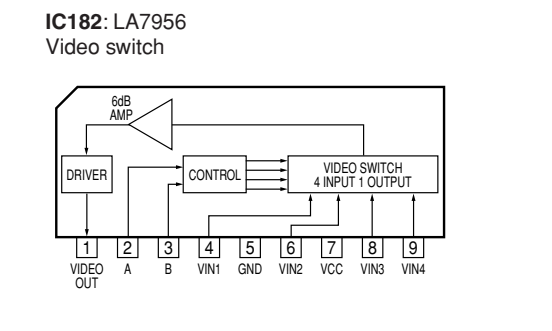 IC182: LA7956
Video switch
6dB
AMP
DRIVER
CONTROL
VIDEO SWITCH
4 INPUT 1 OUTPUT
1 2 3 4 5 6 7 8 9
VIDEO OUT A B VIN1 GND VIN2 VCC VIN3 VIN4